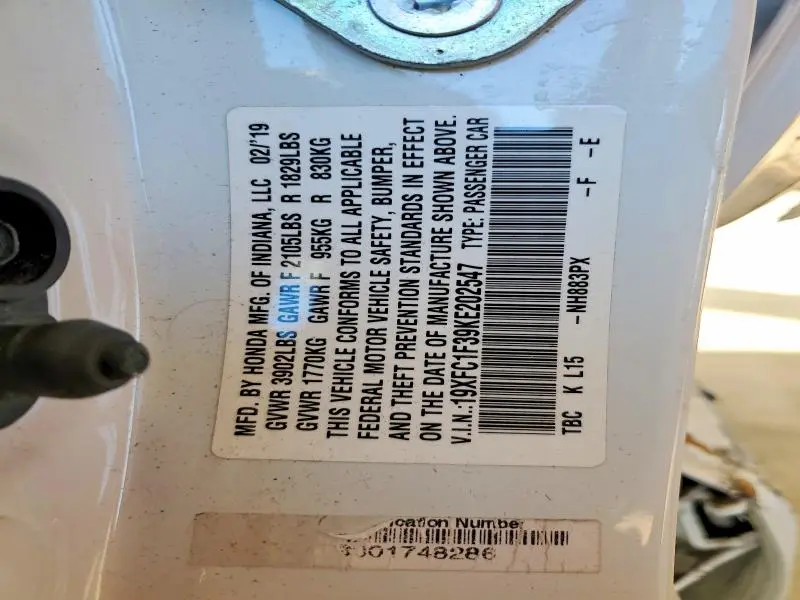 MFD. BY HONDA MFG. OF INDIANA, LLC 02/'19
GVWR 3902LBS GAWR F 2105LBS R 1829LBS
GVWR 1770KG GAWR F 955KG R 830KG
THIS VEHICLE CONFORMS TO ALL APPLICABLE
FEDERAL MOTOR VEHICLE SAFETY, BUMPER,
AND THEFT PREVENTION STANDARDS IN EFFECT
ON THE DATE OF MANUFACTURE SHOWN ABOVE.
V.I.N.:19XFC1F39KE202547 TYPE: PASSENGER CAR
TBC K L15 -NH883PX -F -E
ication Numbe
01748286